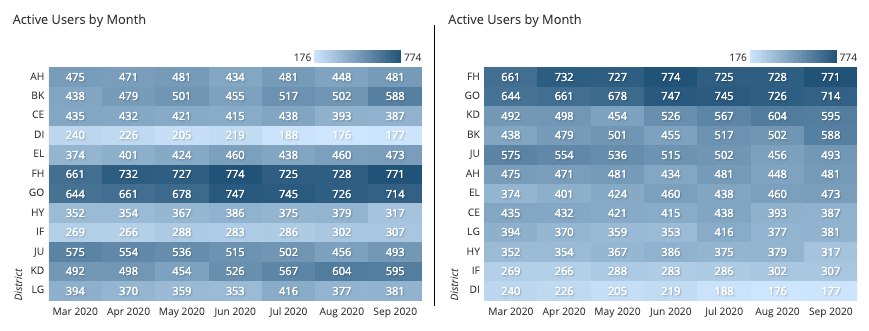 Active Users by Month
176 774
AH 475 471 481 434 481 448 481
BK 438 479 501 455 517 502 588
CE 435 432 421 415 438 393 387
DI 240 226 205 219 188 176 177
EL 374 401 424 460 438 460 473
FH 661 732 727 774 725 728 771
GO 644 661 678 747 745 726 714
HY 352 354 367 386 375 379 317
IF 269 266 288 283 286 302 307
JU 575 554 536 515 502 456 493
KD 492 498 454 526 567 604 595
LG 394 370 359 353 416 377 381
District
Mar 2020 Apr 2020 May 2020 Jun 2020 Jul 2020 Aug 2020 Sep 2020
Active Users by Month
176 774
FH 661 732 727 774 725 728 771
GO 644 661 678 747 745 726 714
KD 492 498 454 526 567 604 595
BK 438 479 501 455 517 502 588
JU 575 554 536 515 502 456 493
AH 475 471 481 434 481 448 481
EL 374 401 424 460 438 460 473
CE 435 432 421 415 438 393 387
LG 394 370 359 353 416 377 381
HY 352 354 367 386 375 379 317
IF 269 266 288 283 286 302 307
DI 240 226 205 219 188 176 177
District
Mar 2020 Apr 2020 May 2020 Jun 2020 Jul 2020 Aug 2020 Sep 2020